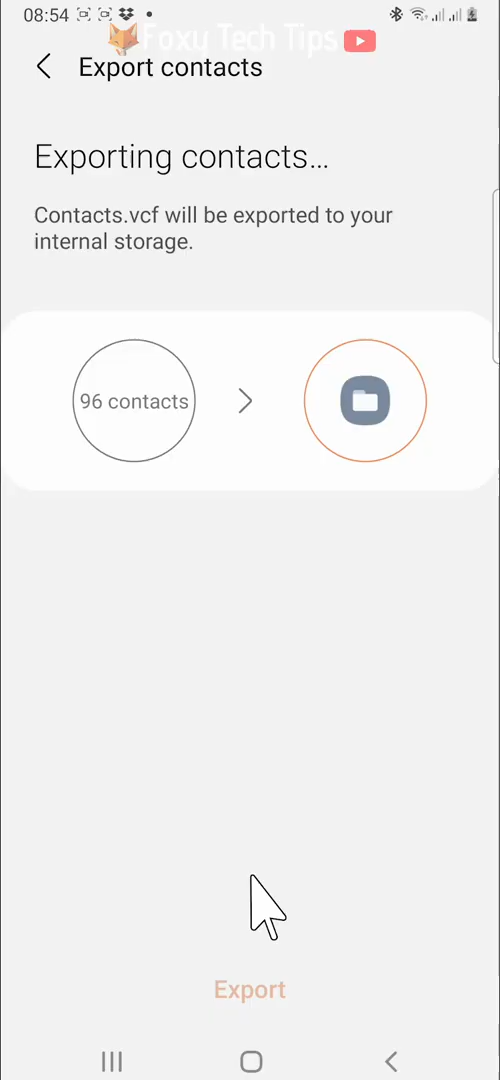 08:54
Foxy Tech Tips
Export contacts
Exporting contacts...
Contacts.vcf will be exported to your
internal storage.
96 contacts
Export